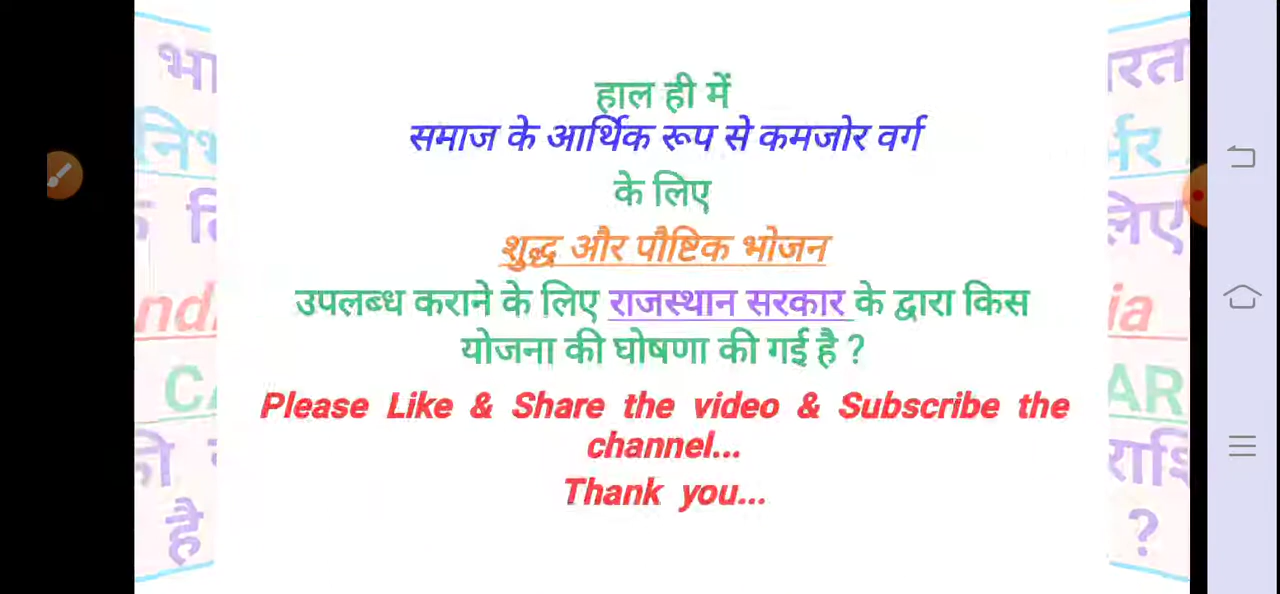 हाल ही में
समाज के आर्थिक रूप से कमजोर वर्ग
के लिए
शुद्ध और पौष्टिक भोजन
उपलब्ध कराने के लिए राजस्थान सरकार के द्वारा किस
योजना की घोषणा की गई है ?
Please Like & Share the video & Subscribe the
channel...
Thank you...